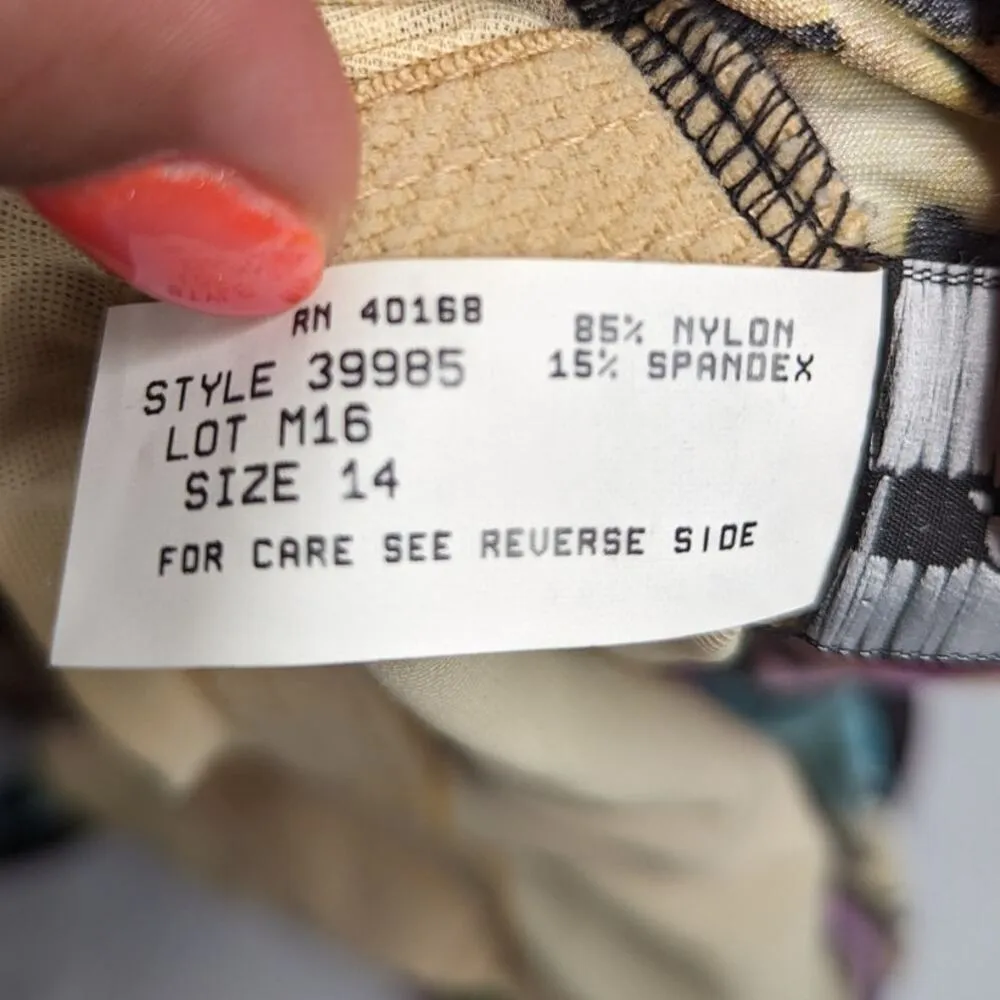 RN 40168
STYLE 39985
LOT M16
SIZE 14
85% NYLON
15% SPANDEX
FOR CARE SEE REVERSE SIDE